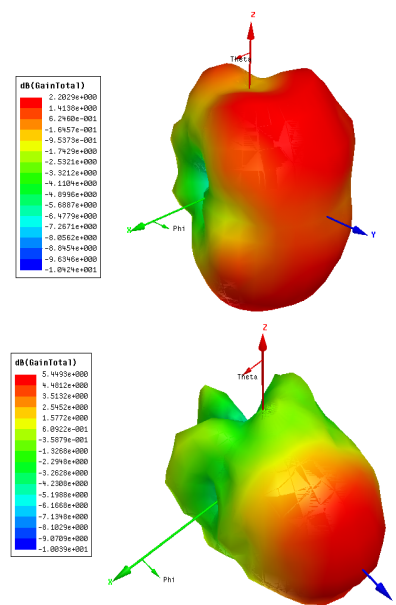 Z
Theta
dB(GainTotal)
2.2029e+000
1.4138e+000
6.2460e-001
-1.6457e-001
-9.5373e-001
-1.7429e+000
-2.5321e+000
-3.3212e+000
-4.1104e+000
-4.8996e+000
-5.6887e+000
-6.4779e+000
-7.2671e+000
-8.0562e+000
-8.8454e+000
-9.6346e+000
-1.0424e+001
X
Phi
Y
Z
dB(GainTotal)
Theta
5.4493e+000
4.4812e+000
3.5132e+000
2.5452e+000
1.5772e+000
6.0922e-001
-3.5879e-001
-1.3268e+000
-2.2948e+000
-3.2628e+000
-4.2308e+000
-5.1988e+000
-6.1668e+000
-7.1348e+000
-8.1029e+000
-9.0709e+000
-1.0039e+001
X
Phi